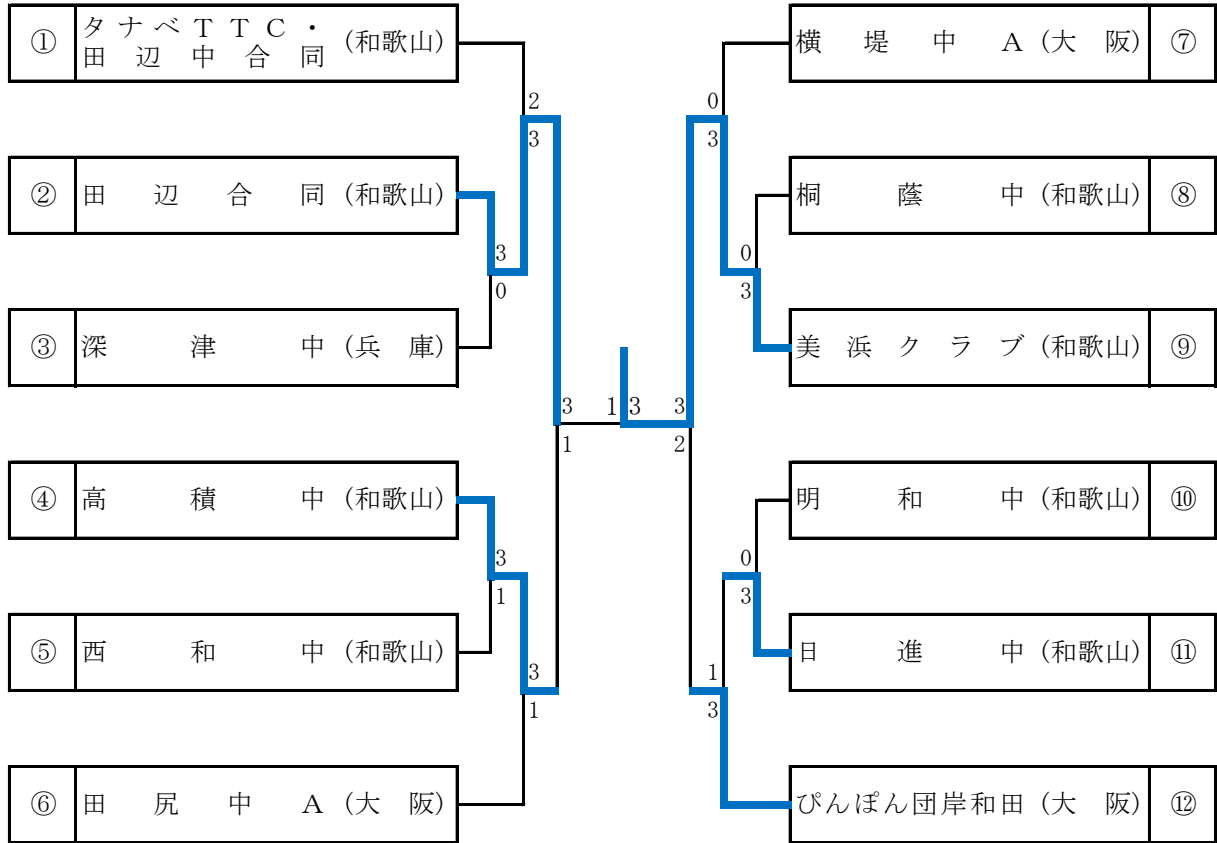 ① タナベTTC・田辺中合同 (和歌山)
② 田辺合同 (和歌山)
③ 深津中 (兵庫)
④ 高積中 (和歌山)
⑤ 西和中 (和歌山)
⑥ 田尻中A (大阪)
2
3
3
0
3
1
3
1
3
1
1 3
3
2
0
3
0
3
0
3
1
3
横堤中A (大阪) ⑦
桐蔭中 (和歌山) ⑧
美浜クラブ (和歌山) ⑨
明和中 (和歌山) ⑩
日進中 (和歌山) ⑪
ぴんぽん団岸和田 (大阪) ⑫